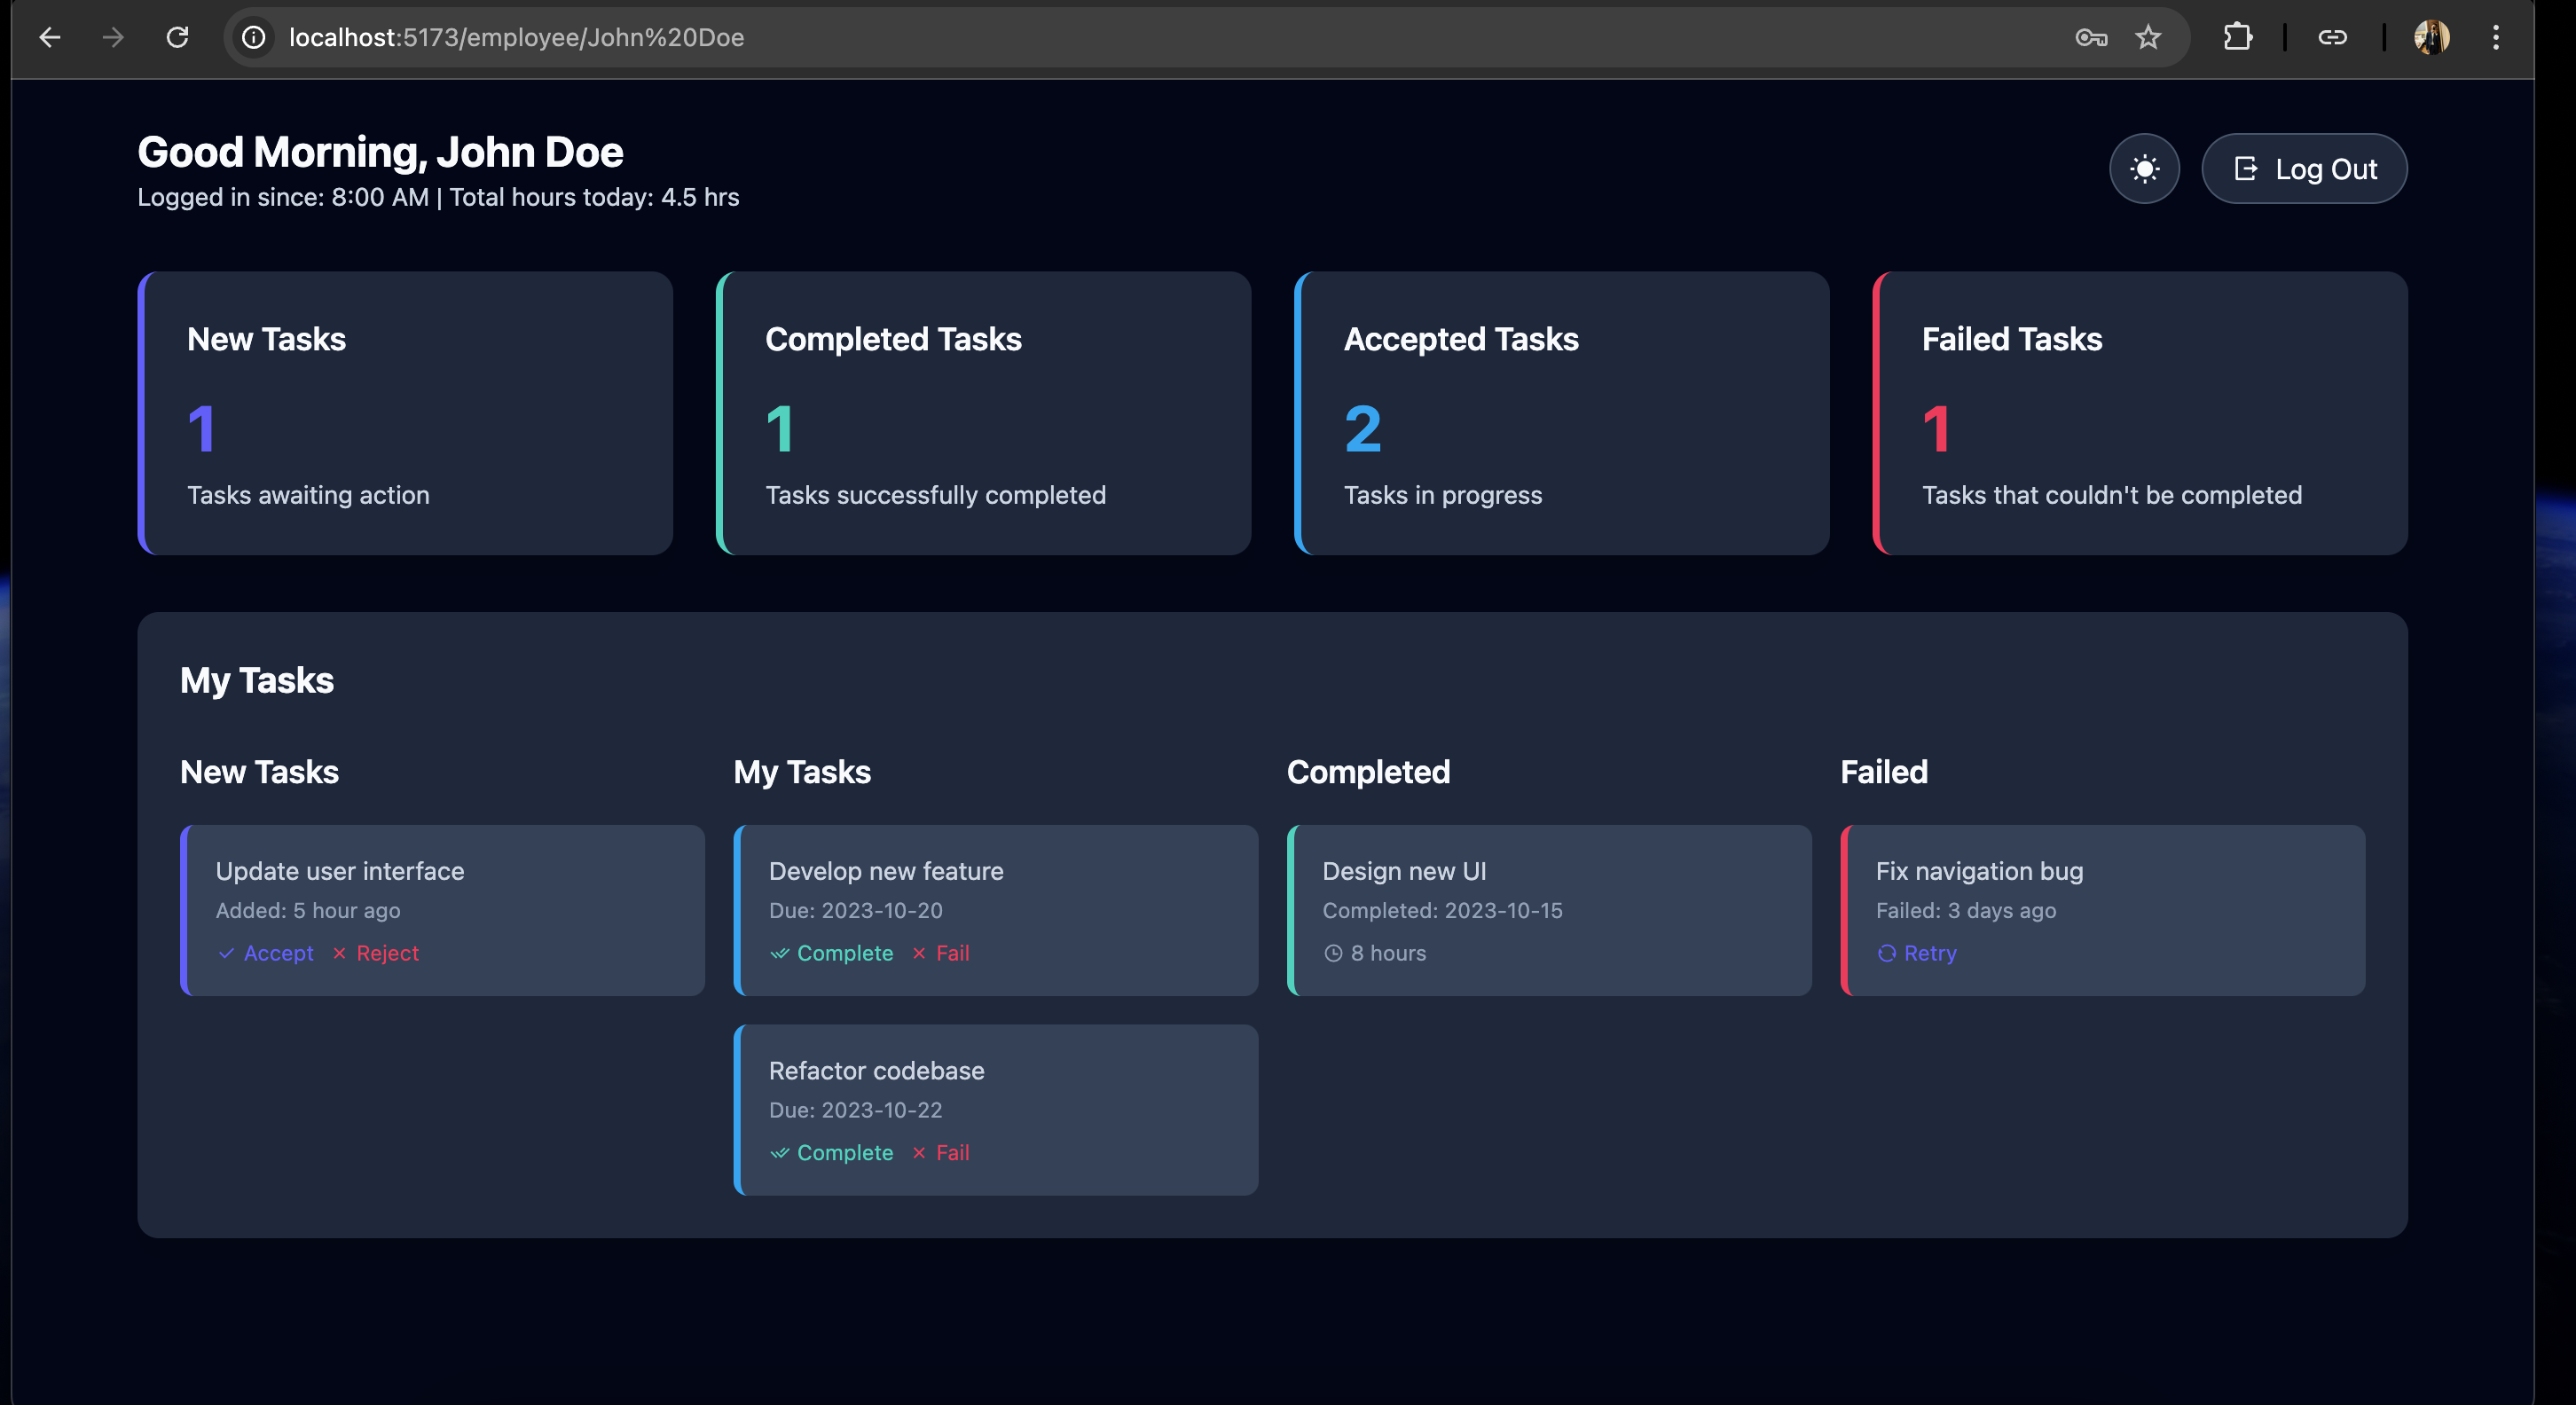 localhost:5173/employee/John%20Doe
Good Morning, John Doe
Logged in since: 8:00 AM | Total hours today: 4.5 hrs
Log Out
New Tasks
1
Tasks awaiting action
Completed Tasks
1
Tasks successfully completed
Accepted Tasks
2
Tasks in progress
Failed Tasks
1
Tasks that couldn't be completed
My Tasks
New Tasks
Update user interface
Added: 5 hour ago
Accept Reject
My Tasks
Develop new feature
Due: 2023-10-20
Complete Fail
Refactor codebase
Due: 2023-10-22
Complete Fail
Completed
Design new UI
Completed: 2023-10-15
8 hours
Failed
Fix navigation bug
Failed: 3 days ago
Retry